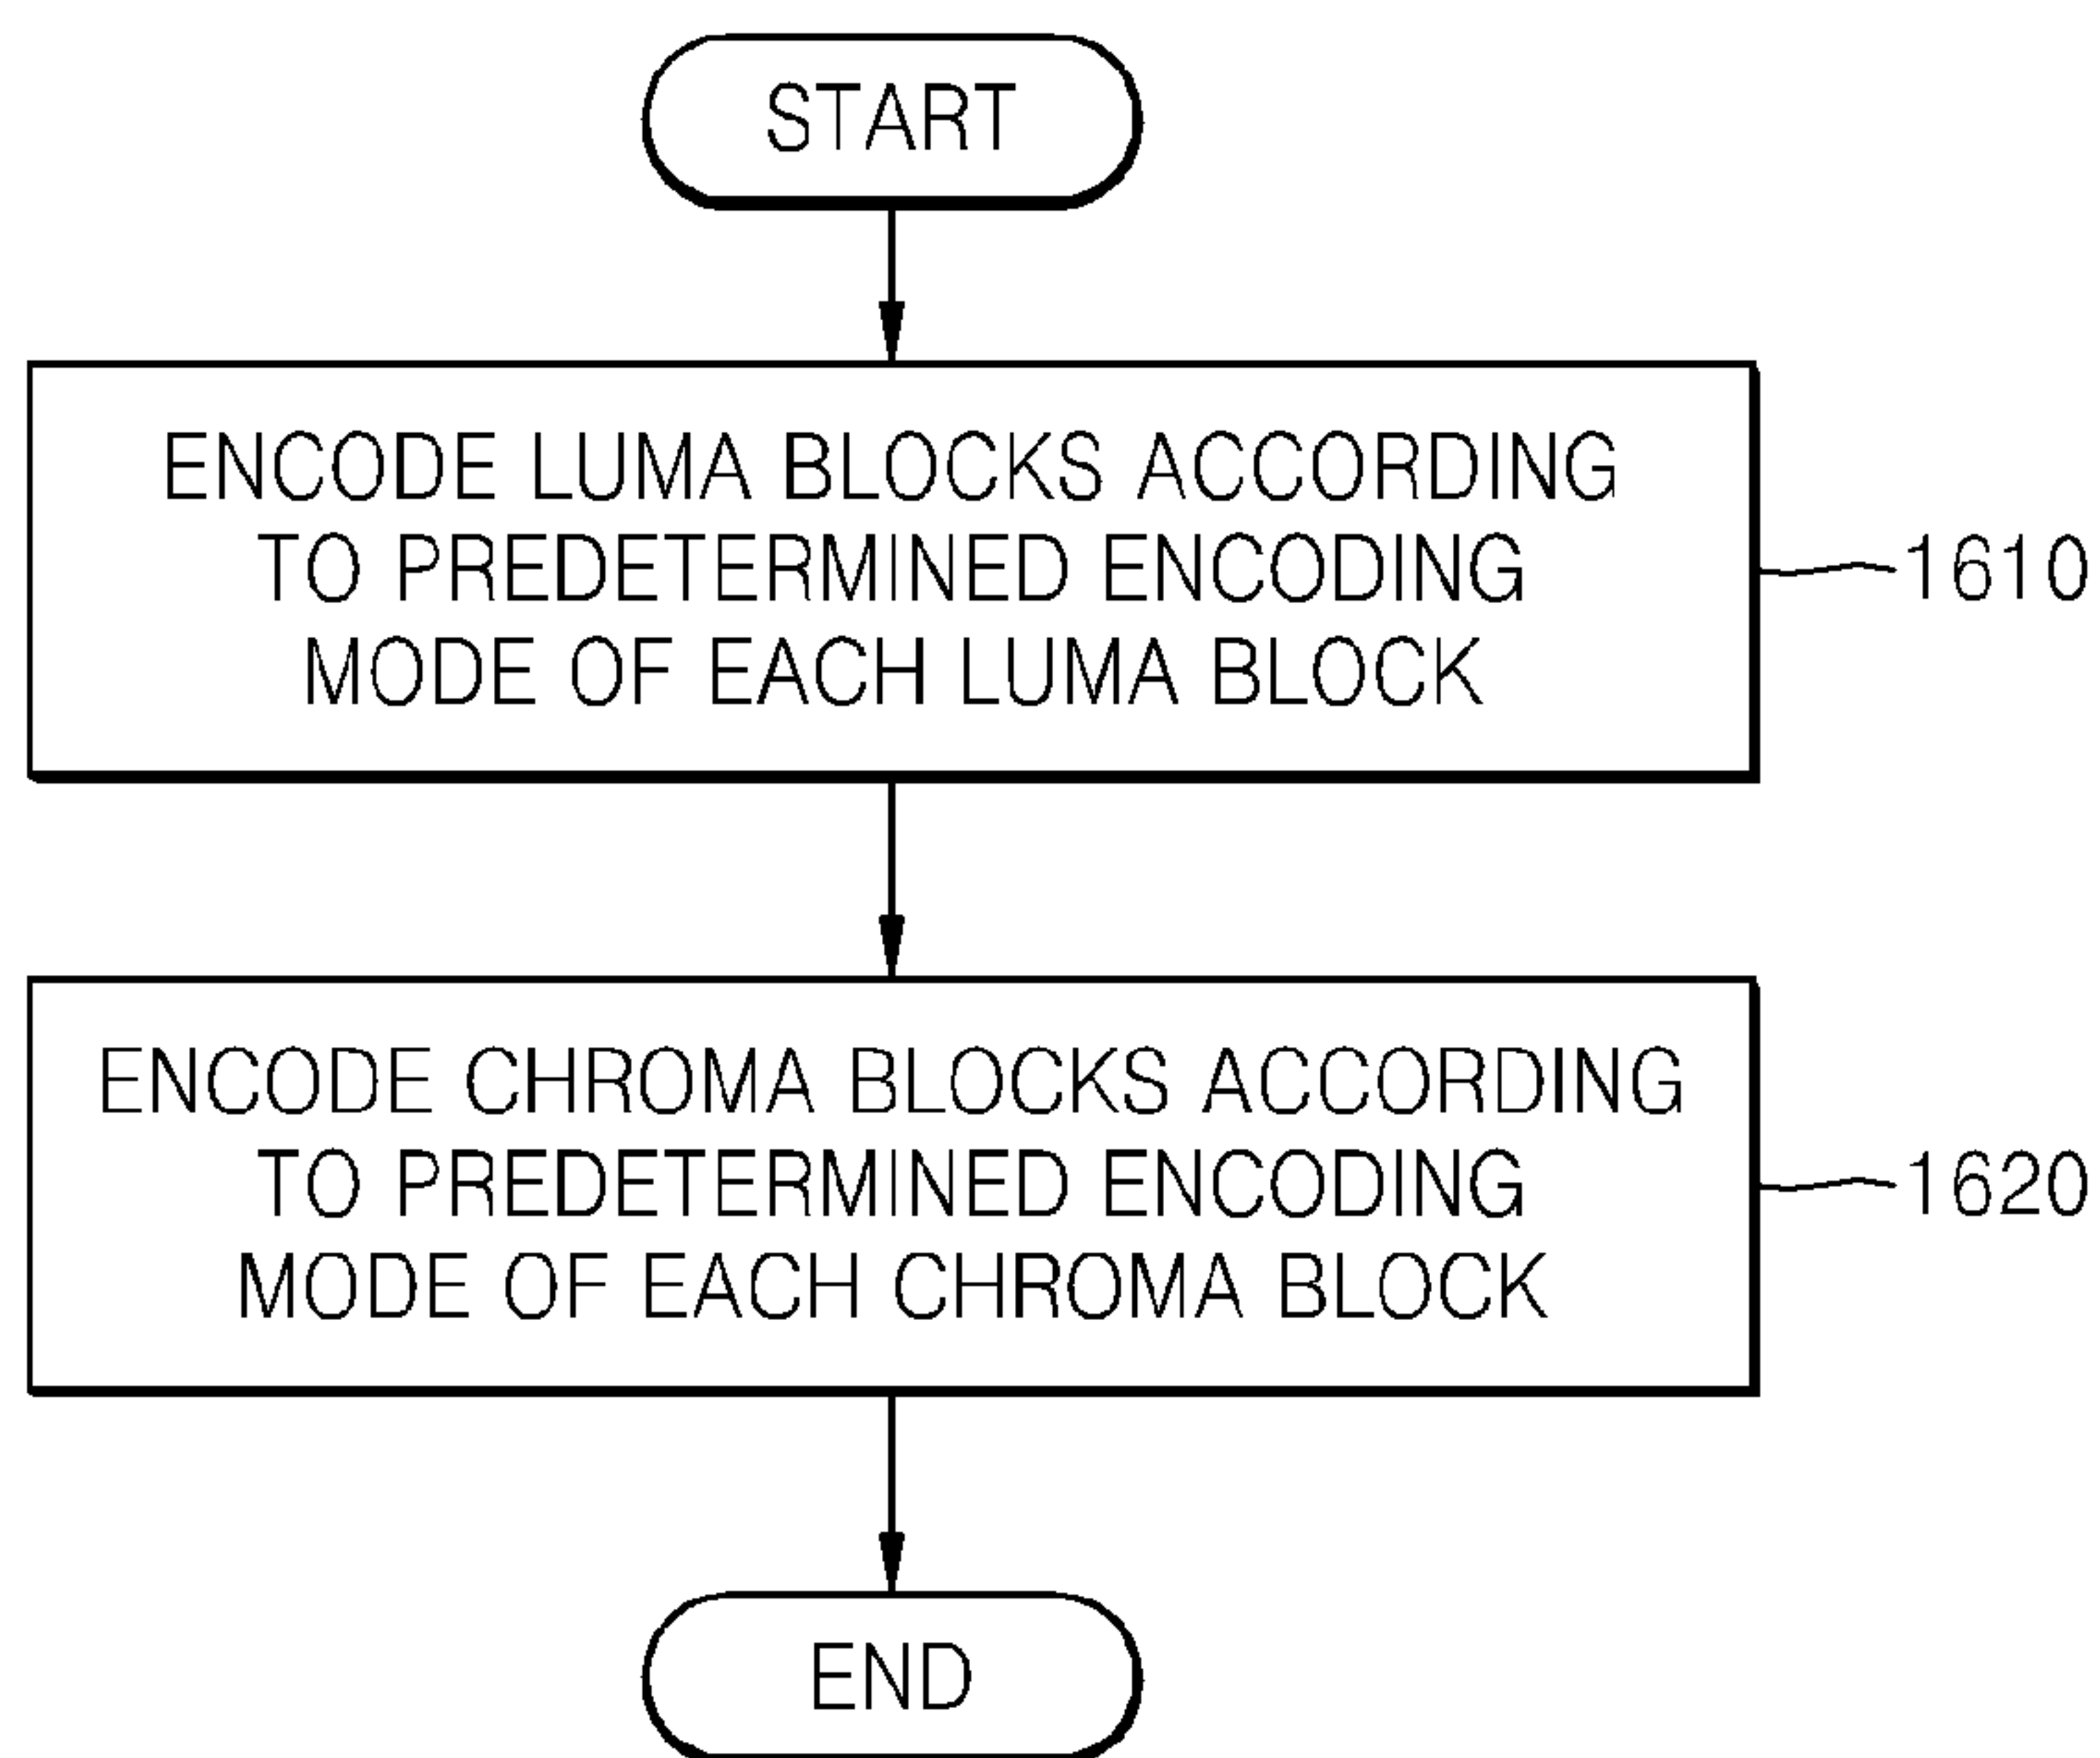 START
ENCODE LUMA BLOCKS ACCORDING
TO PREDETERMINED ENCODING
MODE OF EACH LUMA BLOCK
1610
ENCODE CHROMA BLOCKS ACCORDING
TO PREDETERMINED ENCODING
MODE OF EACH CHROMA BLOCK
1620
END